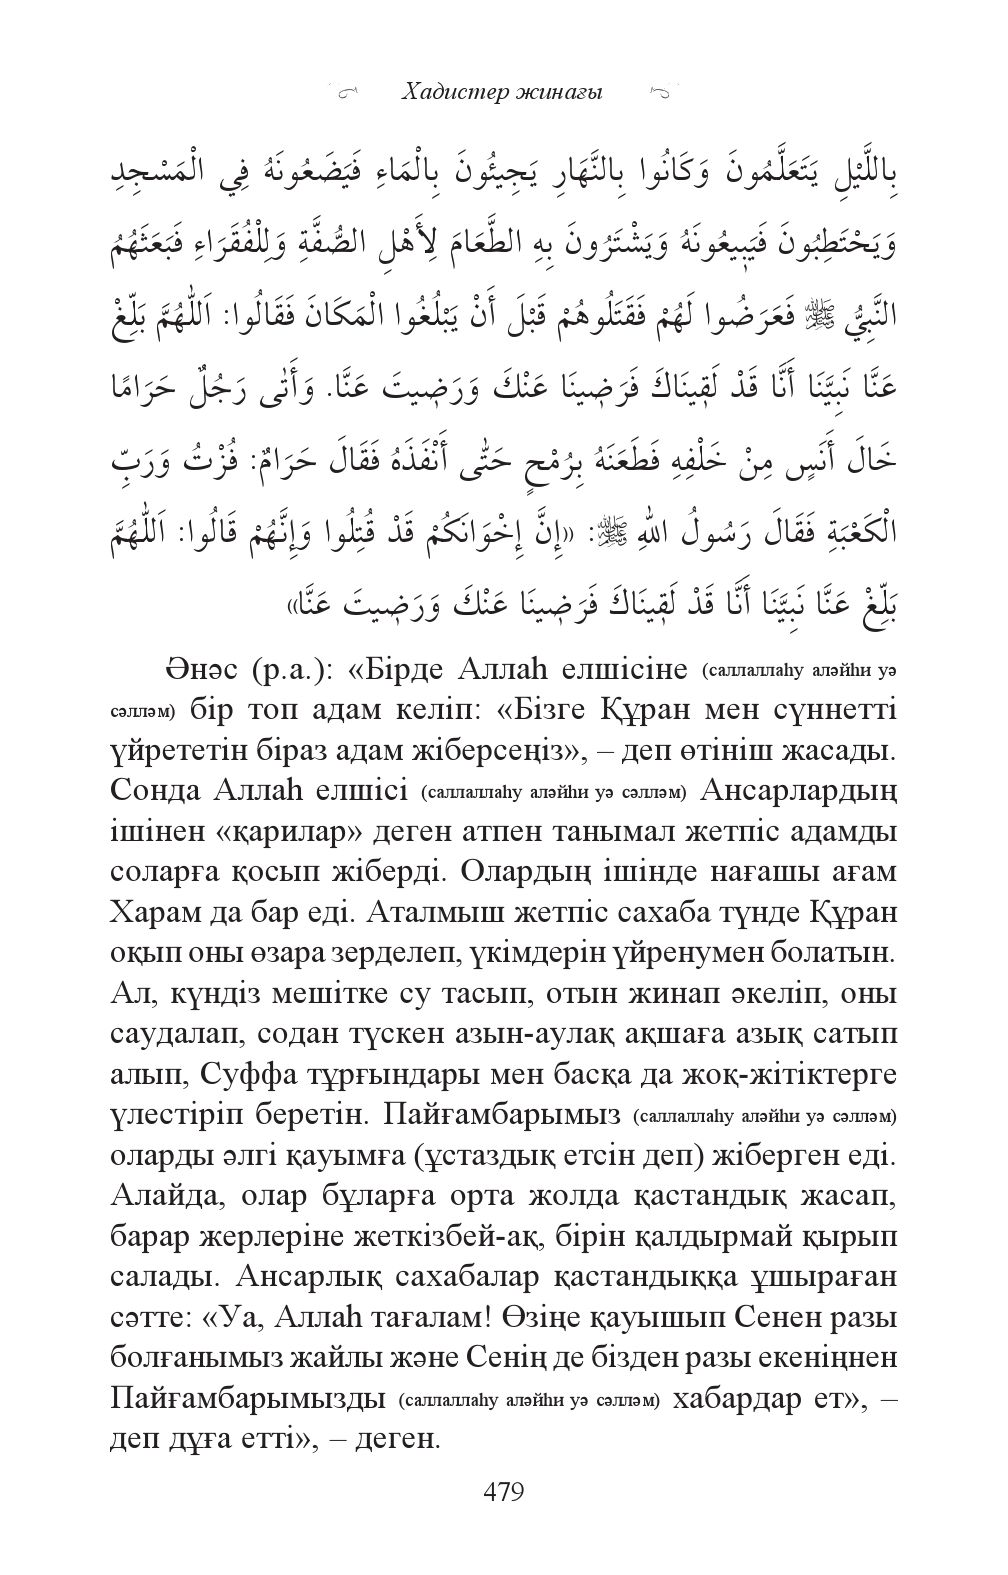 Хадистер жинағы
بِاللَّيْلِ يَتَعَلَّمُونَ وَكَانُوا بِالنَّهَارِ يَجِيئُونَ بِالْمَاءِ فَيَضَعُونَهُ فِي الْمَسْجِدِ
وَيَحْتَطِبُونَ فَيَبِيعُونَهُ وَيَشْتَرُونَ بِهِ الطَّعَامَ لِأَهْلِ الصُّفَّةِ وَلِلْفُقَرَاءِ فَبَعَثَهُمُ
النَّبِيُّ ﷺ فَعَرَضُوا لَهُمْ فَقَتَلُوهُمْ قَبْلَ أَنْ يَبْلُغُوا الْمَكَانَ فَقَالُوا: اَللّٰهُمَّ بَلِّغْ
عَنَّا نَبِيَّنَا أَنَّا قَدْ لَقِينَاكَ فَرَضِينَا عَنْكَ وَرَضِيتَ عَنَّا. وَأَتٰى رَجُلٌ حَرَامًا
خَالَ أَنَسٍ مِنْ خَلْفِهِ فَطَعَنَهُ بِرُمْحٍ حَتّٰى أَنْفَذَهُ فَقَالَ حَرَامٌ: فُزْتُ وَرَبِّ
الْكَعْبَةِ فَقَالَ رَسُولُ اللهِ ﷺ: «إِنَّ إِخْوَانَكُمْ قَدْ قُتِلُوا وَإِنَّهُمْ قَالُوا: اَللّٰهُمَّ
بَلِّغْ عَنَّا نَبِيَّنَا أَنَّا قَدْ لَقِينَاكَ فَرَضِينَا عَنْكَ وَرَضِيتَ عَنَّا»
Әнәс (р.а.): «Бірде Аллаһ елшісіне (саллаллаһу аләйһи уә
сәлләм) бір топ адам келіп: «Бізге Құран мен сүннетті
үйрететін біраз адам жіберсеңіз», – деп өтініш жасады.
Сонда Аллаһ елшісі (саллаллаһу аләйһи уә сәлләм) Ансарлардың
ішінен «қарилар» деген атпен танымал жетпіс адамды
соларға қосып жіберді. Олардың ішінде нағашы ағам
Харам да бар еді. Аталмыш жетпіс сахаба түнде Құран
оқып оны өзара зерделеп, үкімдерін үйренумен болатын.
Ал, күндіз мешітке су тасып, отын жинап әкеліп, оны
саудалап, содан түскен азын-аулақ ақшаға азық сатып
алып, Суффа тұрғындары мен басқа да жоқ-жітіктерге
үлестіріп беретін. Пайғамбарымыз (саллаллаһу аләйһи уә сәлләм)
оларды әлгі қауымға (ұстаздық етсін деп) жіберген еді.
Алайда, олар бұларға орта жолда қастандық жасап,
барар жерлеріне жеткізбей-ақ, бірін қалдырмай қырып
салады. Ансарлық сахабалар қастандыққа ұшыраған
сәтте: «Уа, Аллаһ тағалам! Өзіңе қауышып Сенен разы
болғанымыз жайлы және Сенің де бізден разы екеніңнен
Пайғамбарымызды (саллаллаһу аләйһи уә сәлләм) хабардар ет», –
деп дұға етті», – деген.
479